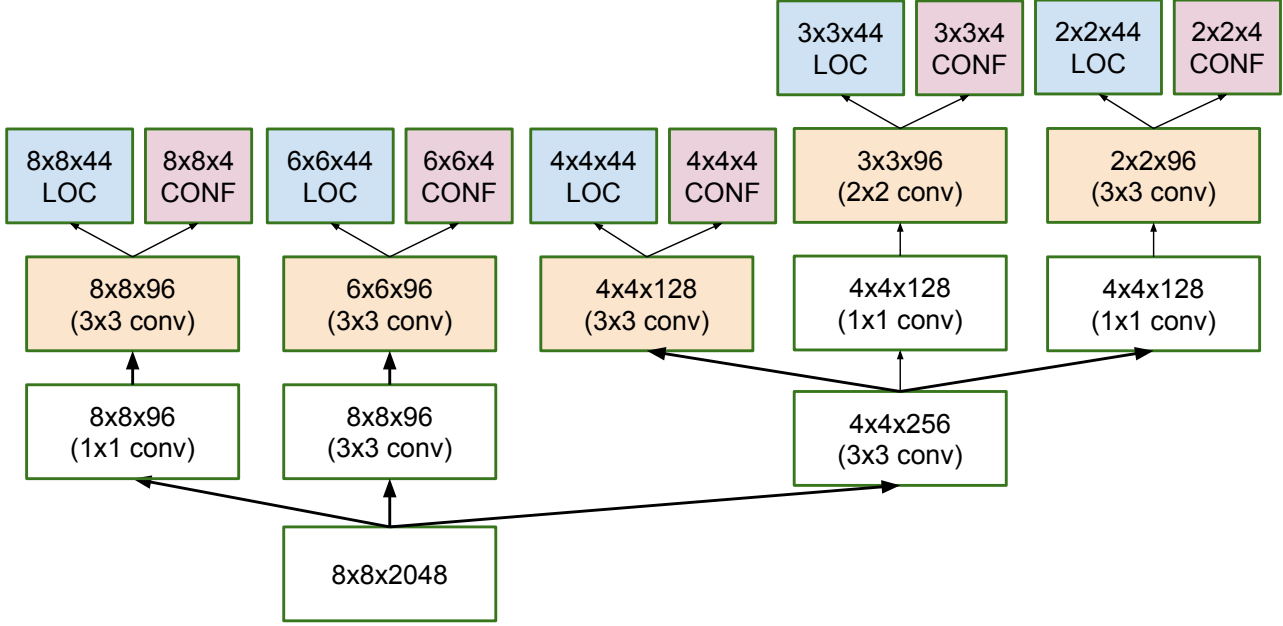 3x3x44
LOC
3x3x4
CONF
2x2x44
LOC
2x2x4
CONF
8x8x44
LOC
8x8x4
CONF
6x6x44
LOC
6x6x4
CONF
4x4x44
LOC
4x4x4
CONF
3x3x96
(2x2 conv)
2x2x96
(3x3 conv)
8x8x96
(3x3 conv)
6x6x96
(3x3 conv)
4x4x128
(3x3 conv)
4x4x128
(1x1 conv)
4x4x128
(1x1 conv)
8x8x96
(1x1 conv)
8x8x96
(3x3 conv)
4x4x256
(3x3 conv)
8x8x2048